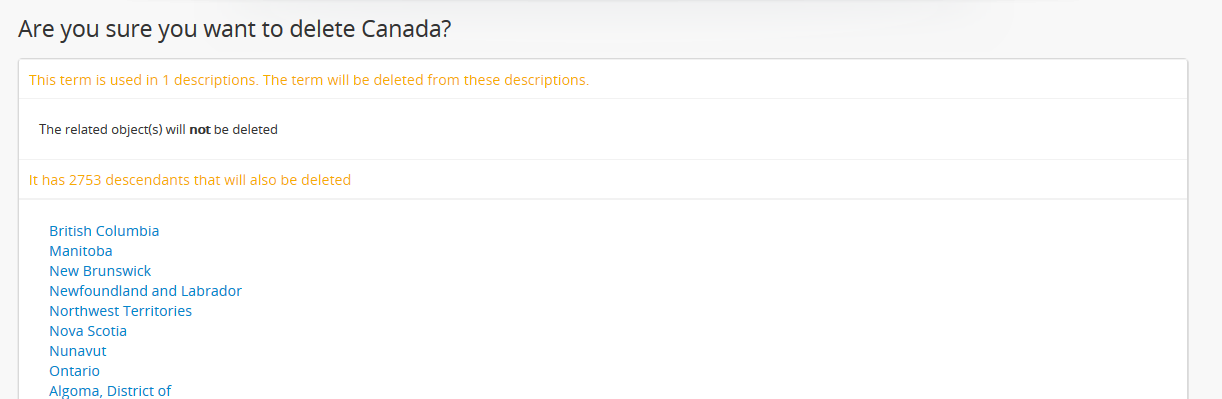 Are you sure you want to delete Canada?
This term is used in 1 descriptions. The term will be deleted from these descriptions.
The related object(s) will not be deleted
It has 2753 descendants that will also be deleted
British Columbia
Manitoba
New Brunswick
Newfoundland and Labrador
Northwest Territories
Nova Scotia
Nunavut
Ontario
Algoma, District of